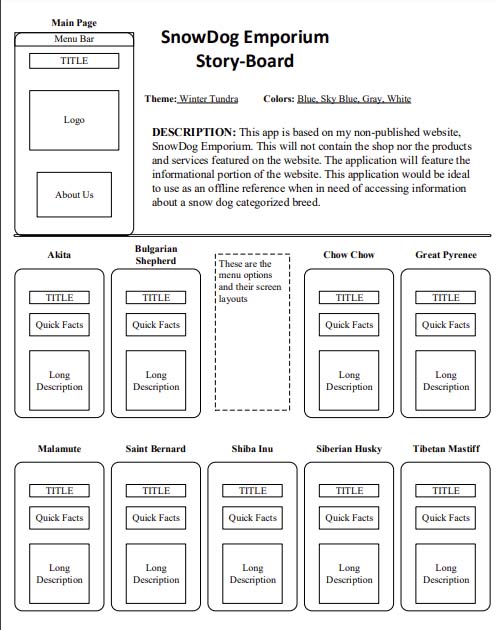 Main Page
Menu Bar
TITLE
Logo
About Us
SnowDog Emporium
Story-Board
Theme: Winter Tundra Colors: Blue, Sky Blue, Gray, White
DESCRIPTION: This app is based on my non-published website,
SnowDog Emporium. This will not contain the shop nor the products
and services featured on the website. The application will feature the
informational portion of the website. This application would be ideal
to use as an offline reference when in need of accessing information
about a snow dog categorized breed.
Akita
TITLE
Quick Facts
Long
Description
Bulgarian
Shepherd
TITLE
Quick Facts
Long
Description
These are the
menu options
and their screen
layouts
Chow Chow
TITLE
Quick Facts
Long
Description
Great Pyrenee
TITLE
Quick Facts
Long
Description
Malamute
TITLE
Quick Facts
Long
Description
Saint Bernard
TITLE
Quick Facts
Long
Description
Shiba Inu
TITLE
Quick Facts
Long
Description
Siberian Husky
TITLE
Quick Facts
Long
Description
Tibetan Mastiff
TITLE
Quick Facts
Long
Description